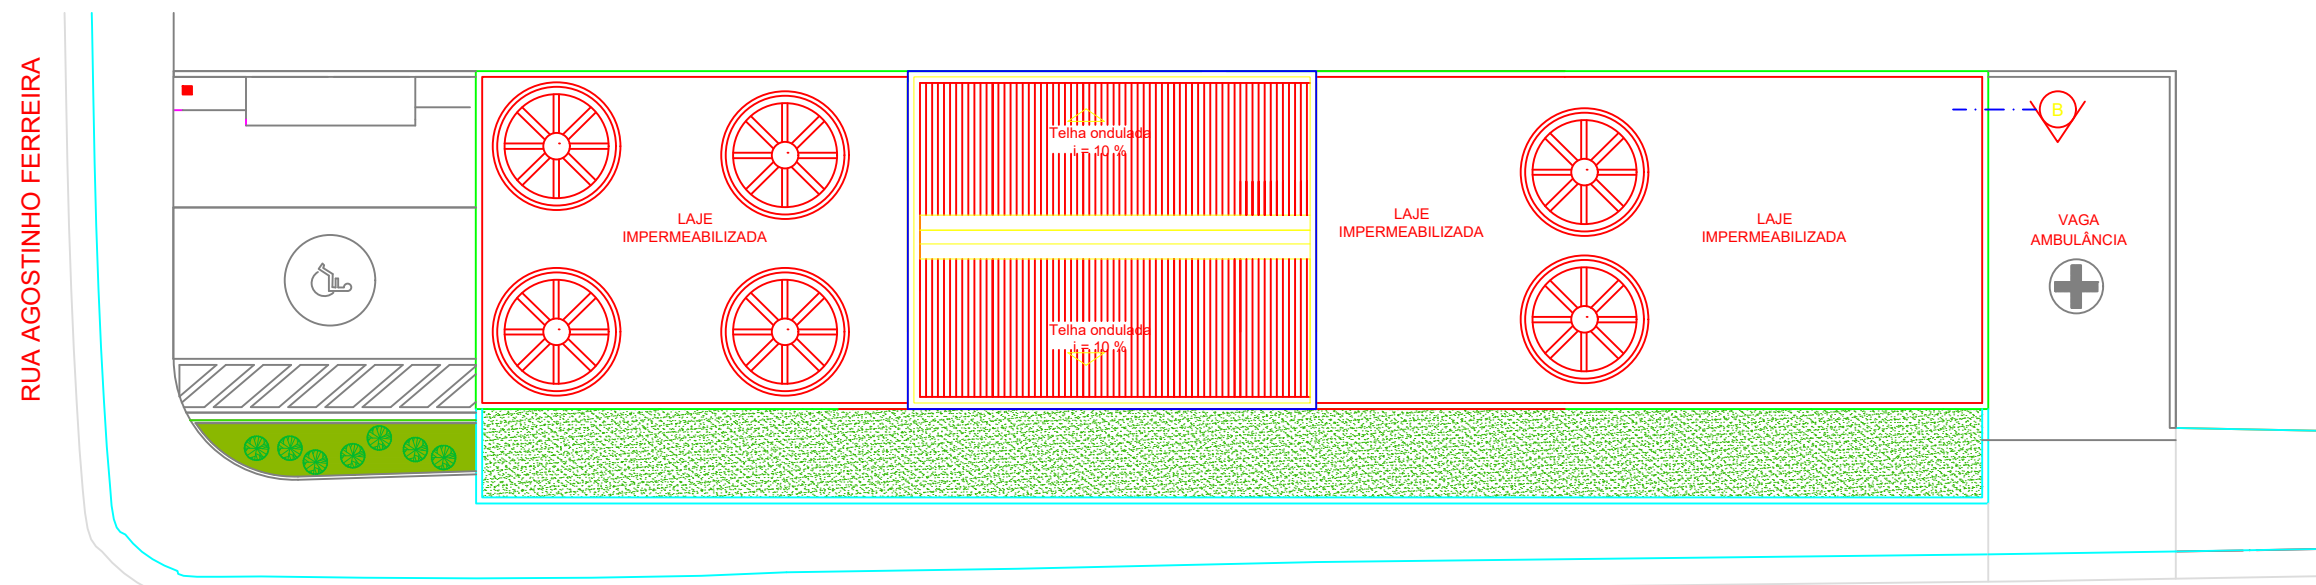 RUA AGOSTINHO FERREIRA
LAJE
IMPERMEABILIZADA
Telha ondulada
i = 10 %
Telha ondulada
i = 10 %
LAJE
IMPERMEABILIZADA
LAJE
IMPERMEABILIZADA
B
VAGA
AMBULÂNCIA